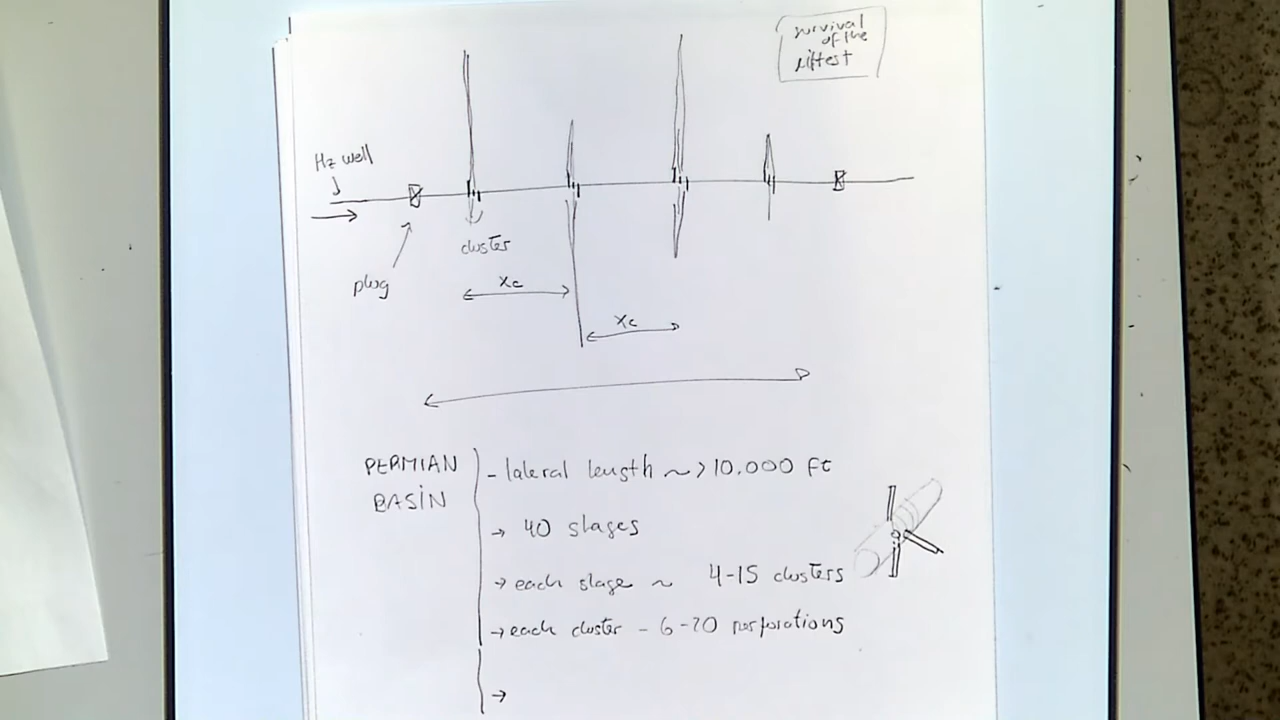 survival
of the
fittest
Hz well
cluster
plug
xc
xc
PERMIAN
BASIN
- lateral length ~> 10.000 ft
→ 40 stages
→ each stage ~ 4-15 clusters
→ each cluster - 6-20 perforations
→